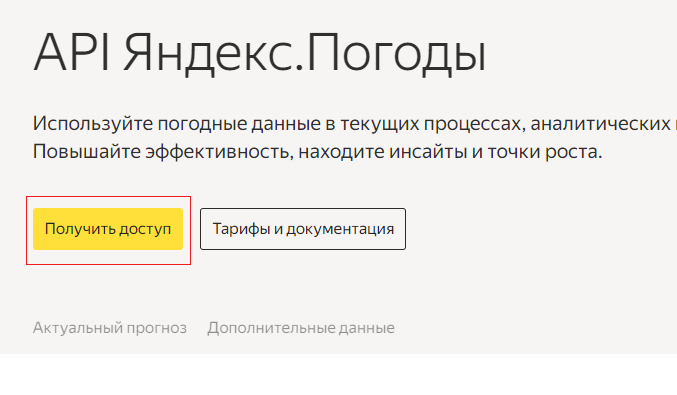 API Яндекс.Погоды
Используйте погодные данные в текущих процессах, аналитических
Повышайте эффективность, находите инсайты и точки роста.
Получить доступ
Тарифы и документация
Актуальный прогноз
Дополнительные данные